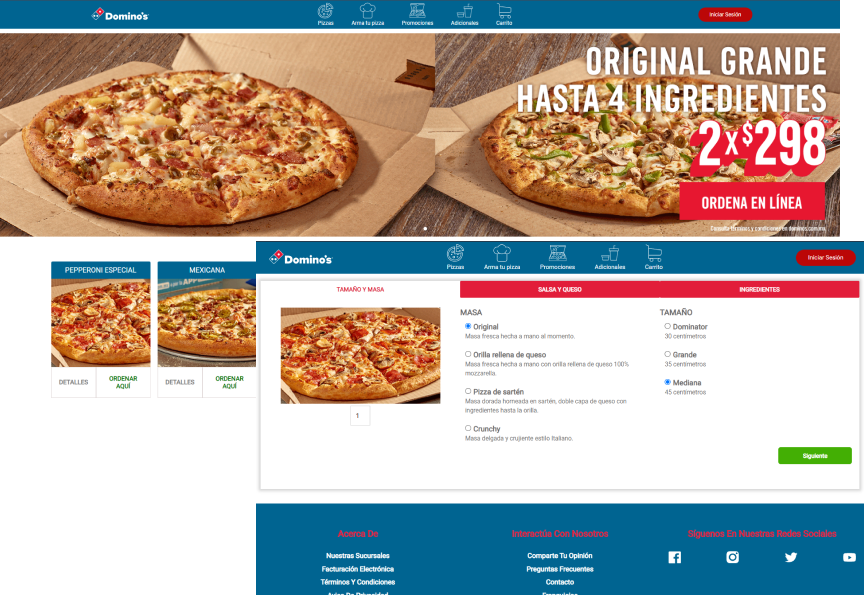 Domino's
Pizzas
Arma tu pizza
Promociones
Adicionales
Carrito
Iniciar Sesión
ORIGINAL GRANDE
HASTA 4 INGREDIENTES
2x$298
ORDENA EN LÍNEA
Consulta términos y condiciones en dominos.com.mx
PEPPERONI ESPECIAL
DETALLES
ORDENAR
AQUÍ
MEXICANA
DETALLES
ORDENAR
AQUÍ
Domino's
Pizzas
Arma tu pizza
Promociones
Adicionales
Carrito
Iniciar Sesión
TAMAÑO Y MASA
SALSA Y QUESO
INGREDIENTES
1
MASA
Original
Masa fresca hecha a mano al momento.
Orilla rellena de queso
Masa fresca hecha a mano con orilla rellena de queso 100%
mozzarella.
Pizza de sartén
Masa dorada horneada en sartén, doble capa de queso con
ingredientes hasta la orilla.
Crunchy
Masa delgada y crujiente estilo Italiano.
TAMAÑO
Dominator
30 centimetros
Grande
35 centimetros
Mediana
45 centimetros
Siguiente
Acerca De
Nuestras Sucursales
Facturación Electrónica
Términos Y Condiciones
Aviso De Privacidad
Interactúa Con Nosotros
Comparte Tu Opinión
Preguntas Frecuentes
Contacto
Franquicias
Síguenos En Nuestras Redes Sociales